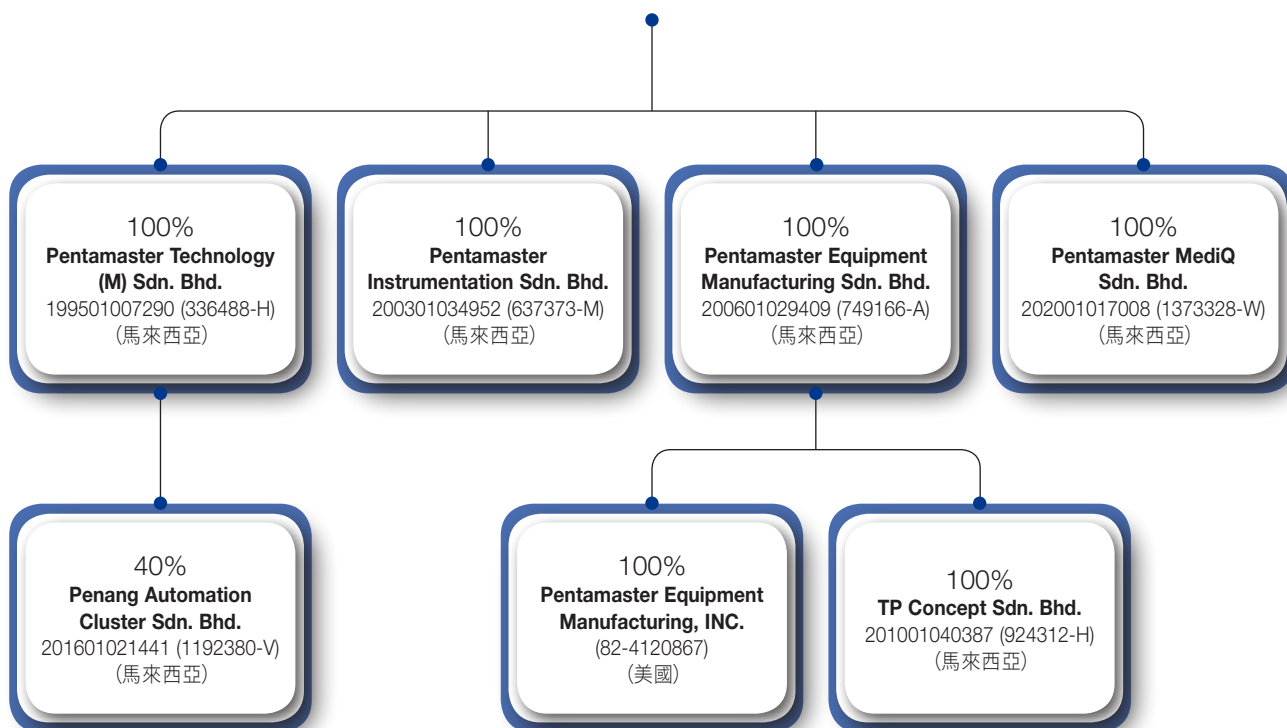 100%
Pentamaster Technology
(M) Sdn. Bhd.
199501007290 (336488-H)
(馬來西亞)
100%
Pentamaster
Instrumentation Sdn. Bhd.
200301034952 (637373-M)
(馬來西亞)
100%
Pentamaster Equipment
Manufacturing Sdn. Bhd.
200601029409 (749166-A)
(馬來西亞)
100%
Pentamaster MediQ
Sdn. Bhd.
202001017008 (1373328-W)
(馬來西亞)
40%
Penang Automation
Cluster Sdn. Bhd.
201601021441 (1192380-V)
(馬來西亞)
100%
Pentamaster Equipment
Manufacturing, INC.
(82-4120867)
(美國)
100%
TP Concept Sdn. Bhd.
201001040387 (924312-H)
(馬來西亞)